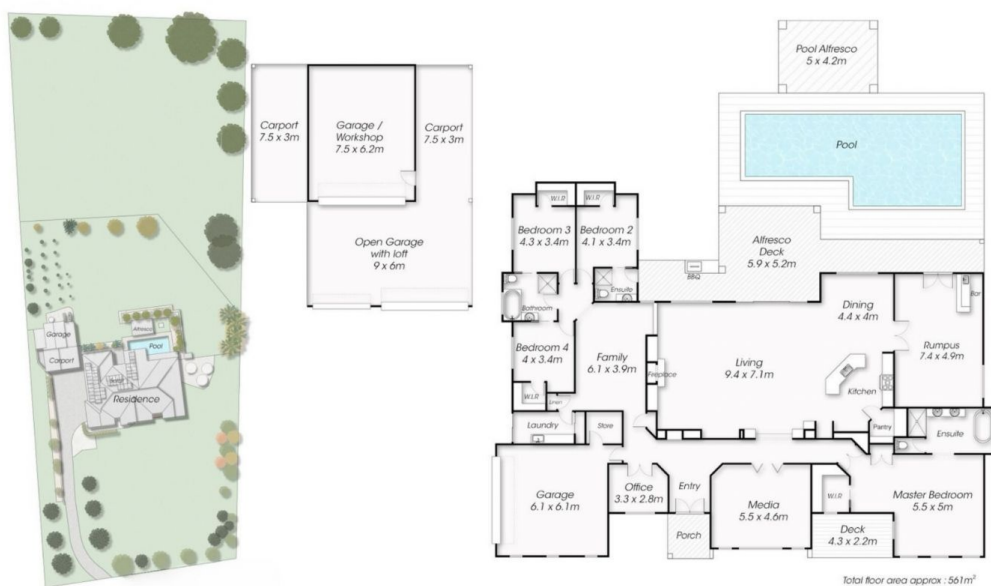 Garage
Carport
Alfresco
Pool
Residence
Carport
7.5 x 3m
Garage /
Workshop
7.5 x 6.2m
Carport
7.5 x 3m
Open Garage
with loft
9 x 6m
Pool Alfresco
5 x 4.2m
Pool
W.I.R
W.I.R
Bedroom 3
4.3 x 3.4m
Bedroom 2
4.1 x 3.4m
Alfresco
Deck
5.9 x 5.2m
BBQ
Ensuite
Bathroom
Bedroom 4
4 x 3.4m
W.I.R
Linen
Family
6.1 x 3.9m
Fireplace
Living
9.4 x 7.1m
Dining
4.4 x 4m
Kitchen
Pantry
Bar
Rumpus
7.4 x 4.9m
Ensuite
Laundry
Store
Garage
6.1 x 6.1m
Office
3.3 x 2.8m
Entry
Porch
Media
5.5 x 4.6m
W.I.R
Master Bedroom
5.5 x 5m
Deck
4.3 x 2.2m
Total floor area approx : 561m²